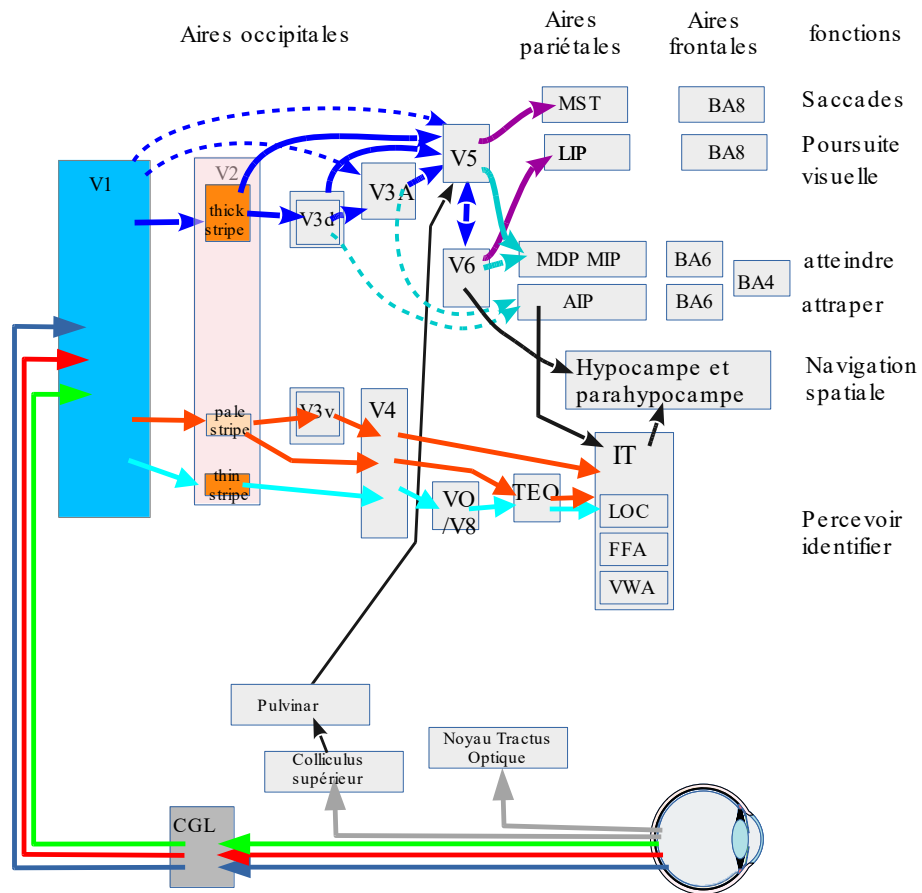 Aires occipitales
Aires
pariétales
Aires
frontales
fonctions
MST
BA8
Saccades
V5
LIP
BA8
Poursuite
visuelle
V1
V2
thick
stripe
V3d
V3A
V6
MDP MIP
BA6
BA4
atteindre
AIP
BA6
attraper
Hypocampe et
parahypocampe
Navigation
spatiale
pale
stripe
V3v
V4
IT
thin
stripe
VO
/V8
TEO
LOC
FFA
VWA
Percevoir
identifier
Pulvinar
Colliculus
supérieur
Noyau Tractus
Optique
CGL